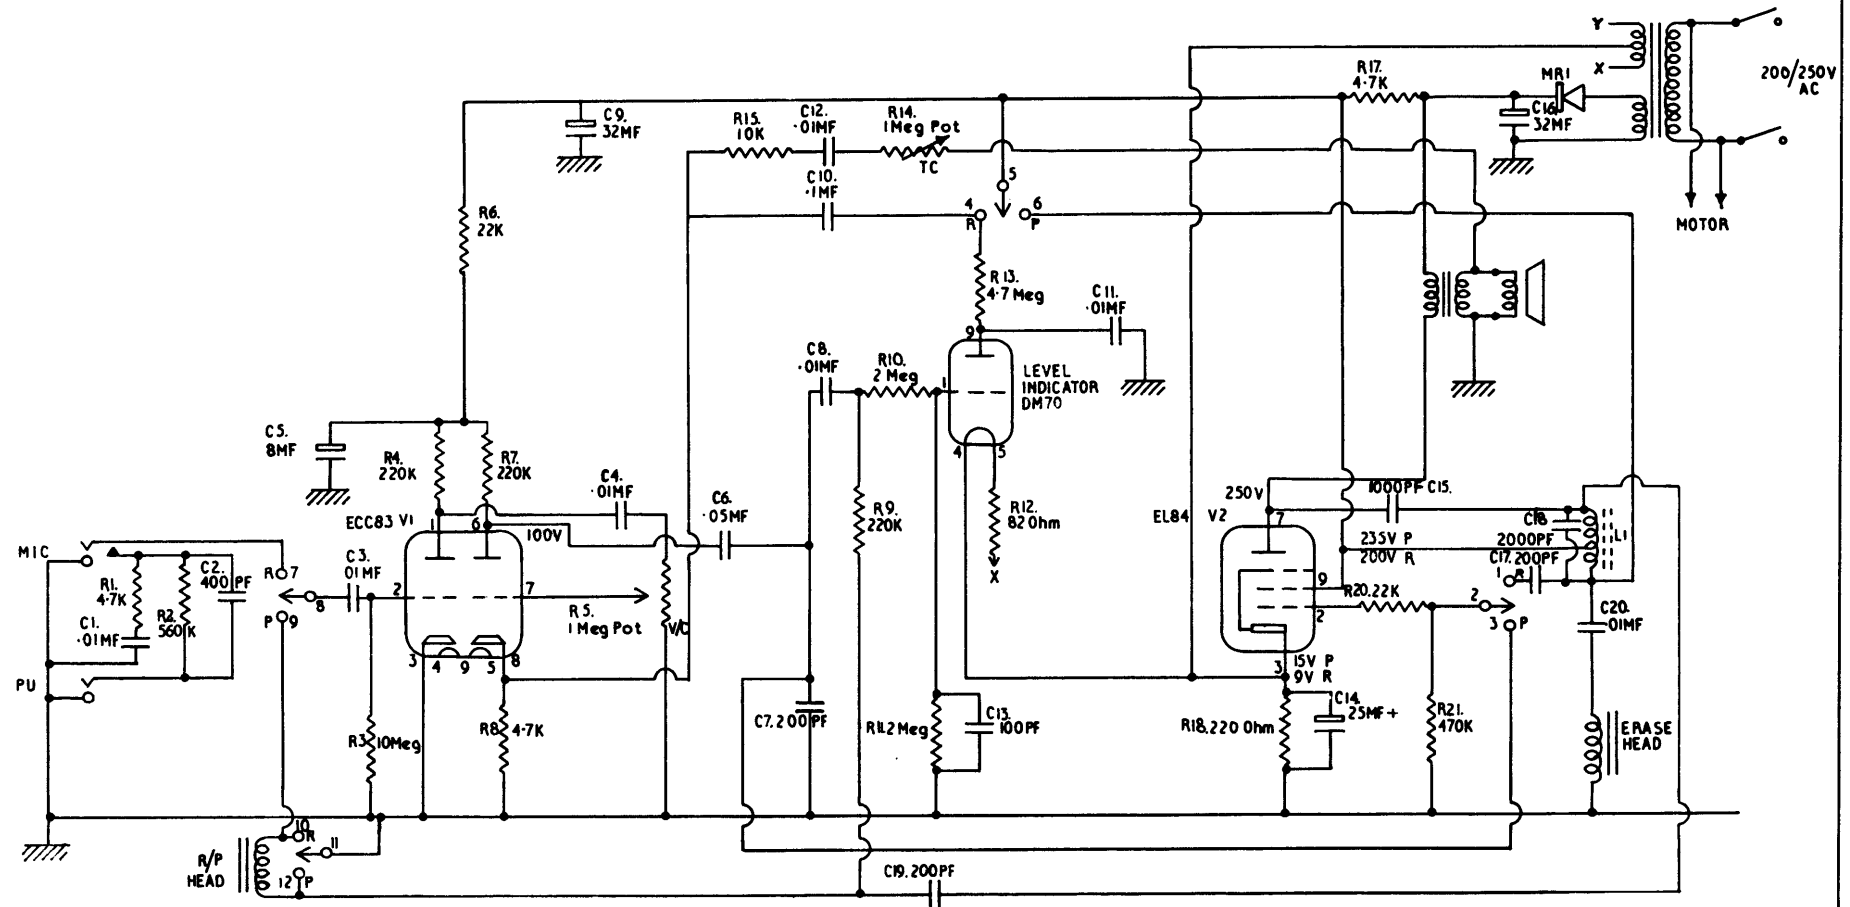 Y
X
200/250V
AC
MR1
C16.
32MF
MOTOR
R17.
4·7K
C9.
32MF
R15.
10K
C12.
·01MF
R14.
1Meg Pot
TC
C10.
·1MF
5
4
R
6
P
R6.
22K
R13.
4·7Meg
C11.
·01MF
9
1
LEVEL
INDICATOR
DM70
4
5
C8.
·01MF
R10.
2Meg
C5.
8MF
R4.
220K
R7.
220K
C4.
·01MF
C6.
·05MF
R9.
220K
R12.
82Ohm
X
ECC83 V1
1
6
100V
2
7
3
4
9
5
8
R5.
1Meg Pot
V/C
MIC
R1.
4·7K
C1.
·01MF
R2.
560K
C2.
400PF
PU
R
7
8
P
9
C3.
·01MF
R3
10Meg
R8
4·7K
C7.200PF
R11.2Meg
C13.
100PF
250V
EL84 V2
7
1000PF C15.
235V P
200V R
9
2
3
15V P
9V R
R20.22K
C18
2000PF
C17.200PF
L1
1
R
2
3 P
C20.
·01MF
R18.220Ohm
C14.
25MF+
R21.
470K
ERASE
HEAD
10
R
11
12
P
R/P
HEAD
C19.200PF